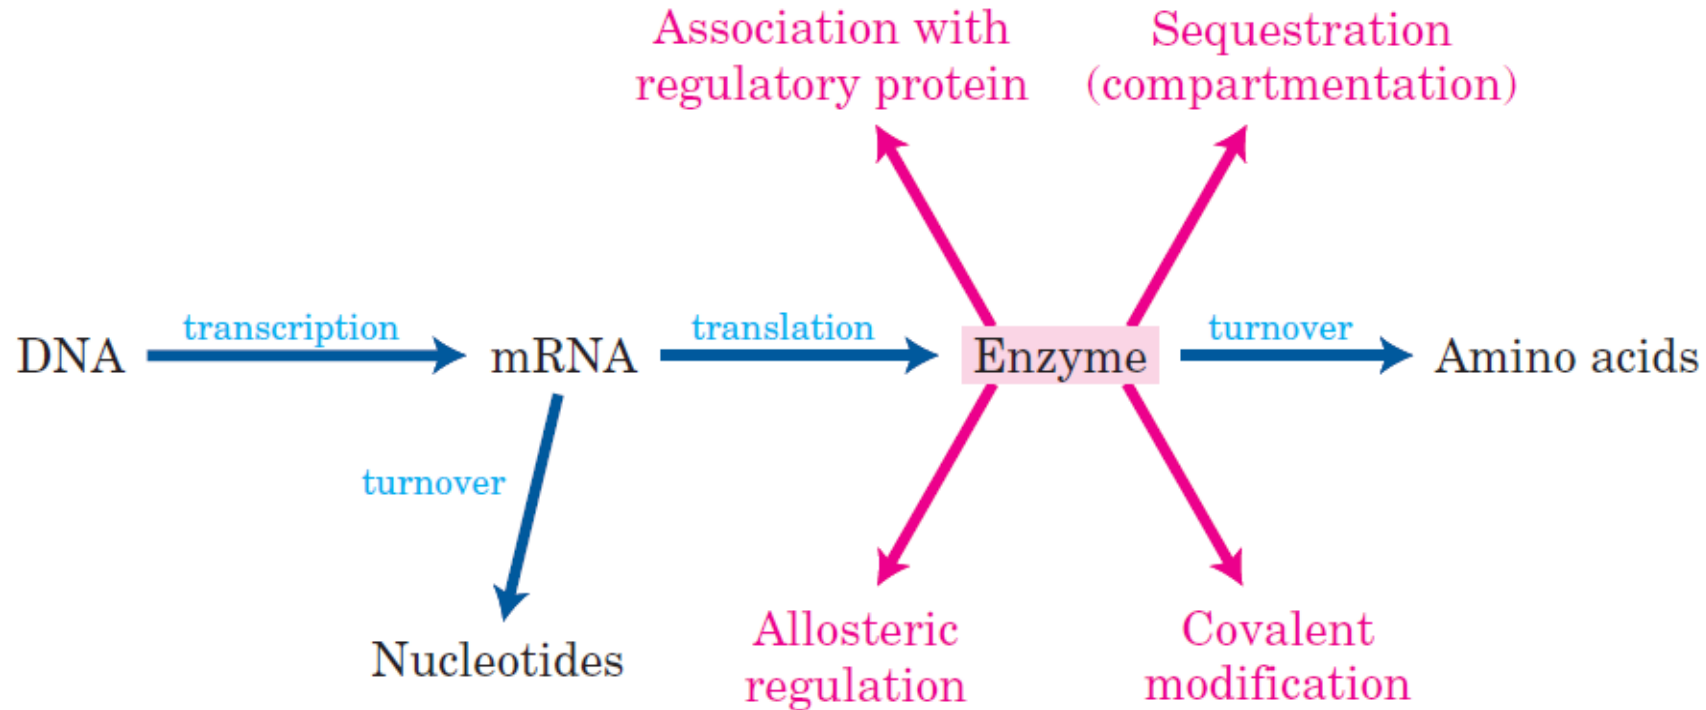 Association with
regulatory protein
Sequestration
(compartmentation)
DNA
transcription
mRNA
translation
Enzyme
turnover
Amino acids
turnover
Nucleotides
Allosteric
regulation
Covalent
modification